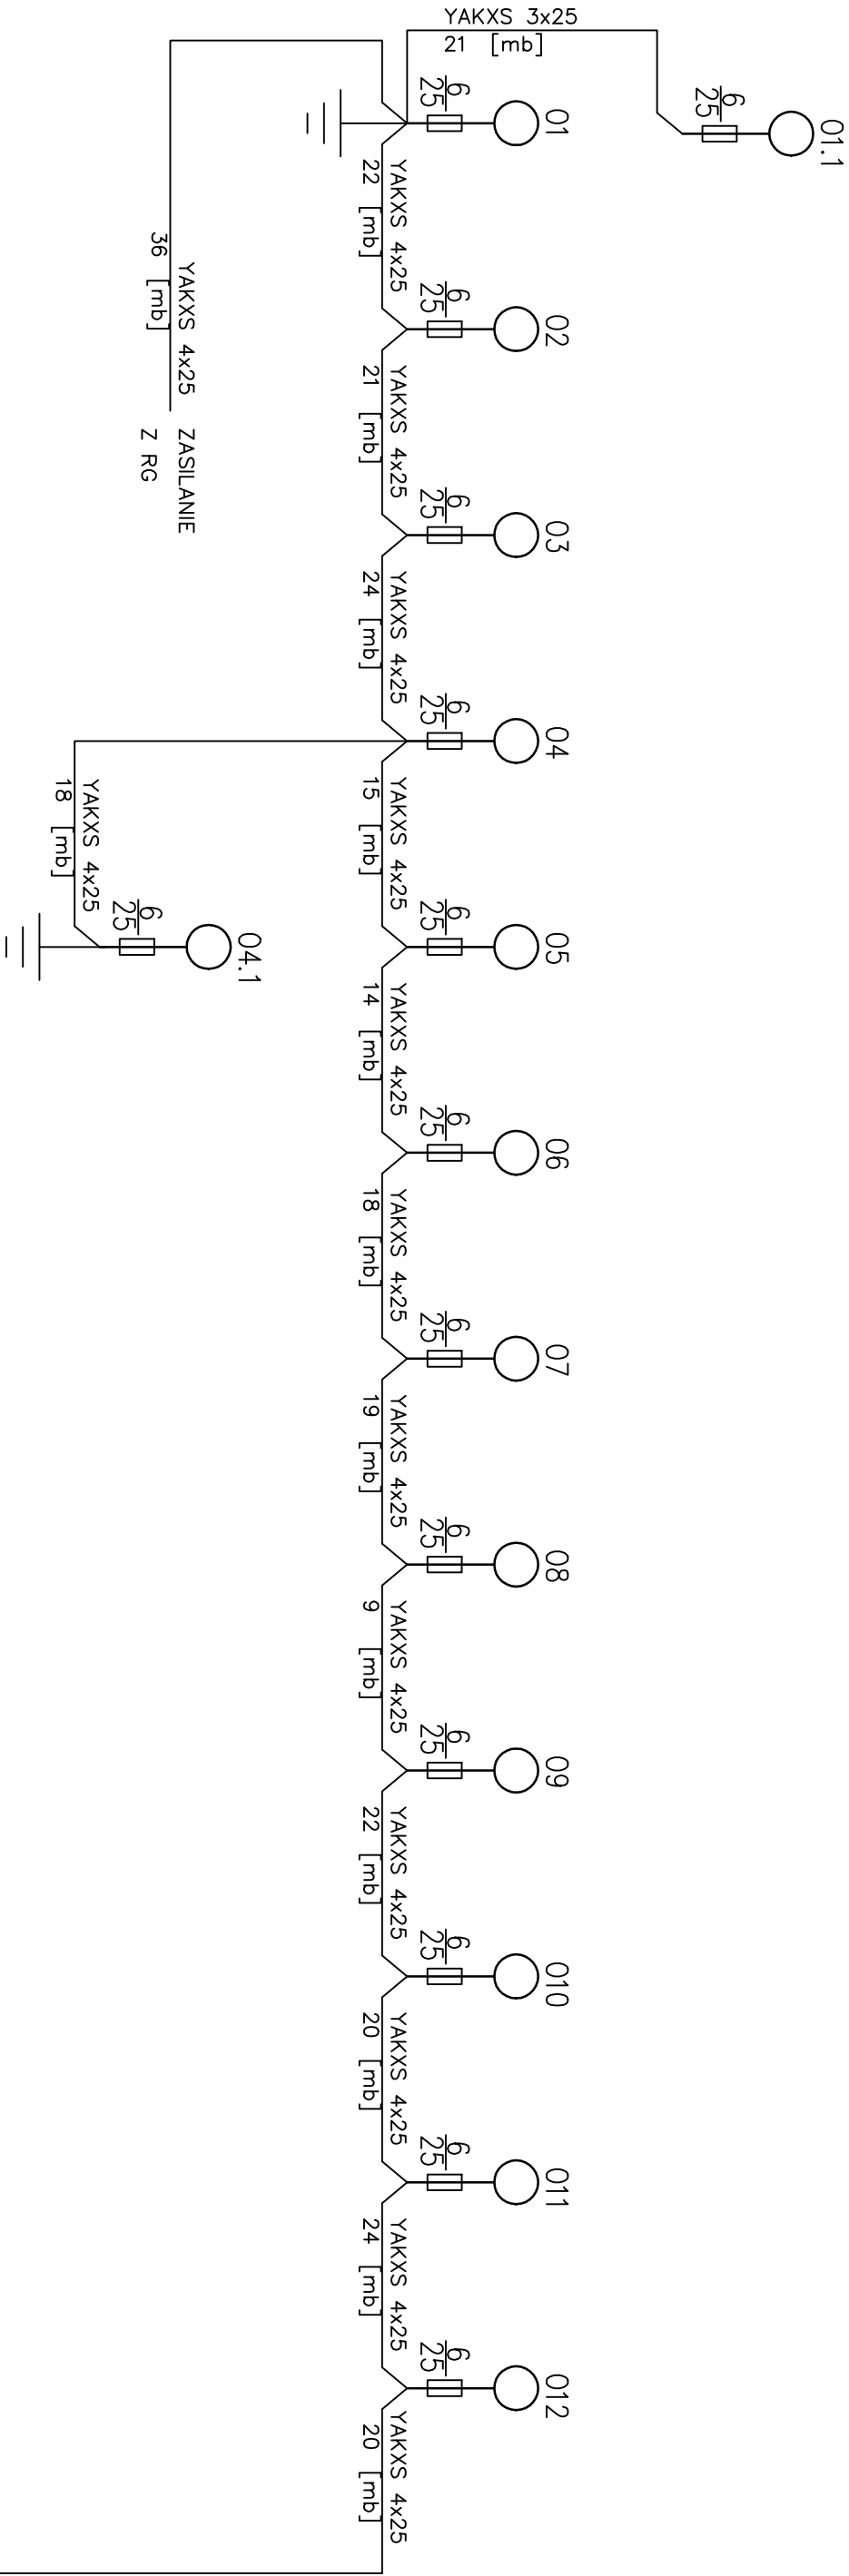 YAKXS 3x25
21 [mb]
01.1
6
25
01
6
25
YAKXS 4x25
22 [mb]
02
6
25
YAKXS 4x25
21 [mb]
03
6
25
YAKXS 4x25
24 [mb]
04
6
25
YAKXS 4x25
15 [mb]
05
6
25
YAKXS 4x25
14 [mb]
06
6
25
YAKXS 4x25
18 [mb]
07
6
25
YAKXS 4x25
19 [mb]
08
6
25
YAKXS 4x25
9 [mb]
09
6
25
YAKXS 4x25
22 [mb]
010
6
25
YAKXS 4x25
20 [mb]
011
6
25
YAKXS 4x25
24 [mb]
012
6
25
YAKXS 4x25
20 [mb]
YAKXS 4x25
36 [mb]
ZASILANIE
Z RG
04.1
6
25
YAKXS 4x25
18 [mb]